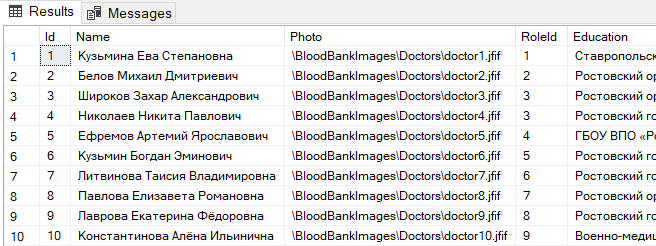 Results Messages
Id Name Photo RoleId Education
1 1 Кузьмина Ева Степановна \BloodBankImages\Doctors\doctor1.jfif 1 Ставропольск
2 2 Белов Михаил Дмитриевич \BloodBankImages\Doctors\doctor2.jfif 2 Ростовский ор
3 3 Широков Захар Александрович \BloodBankImages\Doctors\doctor3.jfif 3 Ростовский ор
4 4 Николаев Никита Павлович \BloodBankImages\Doctors\doctor4.jfif 3 Ростовский го
5 5 Ефремов Артемий Ярославович \BloodBankImages\Doctors\doctor5.jfif 4 ГБОУ ВПО «Ро
6 6 Кузьмин Богдан Эминович \BloodBankImages\Doctors\doctor6.jfif 5 Ростовский го
7 7 Литвинова Таисия Владимировна \BloodBankImages\Doctors\doctor7.jfif 6 Ростовский го
8 8 Павлова Елизавета Романовна \BloodBankImages\Doctors\doctor8.jfif 7 Ростовский ор
9 9 Лаврова Екатерина Фёдоровна \BloodBankImages\Doctors\doctor9.jfif 8 Ростовский го
10 10 Константинова Алёна Ильинична \BloodBankImages\Doctors\doctor10.jfif 9 Военно-медиц